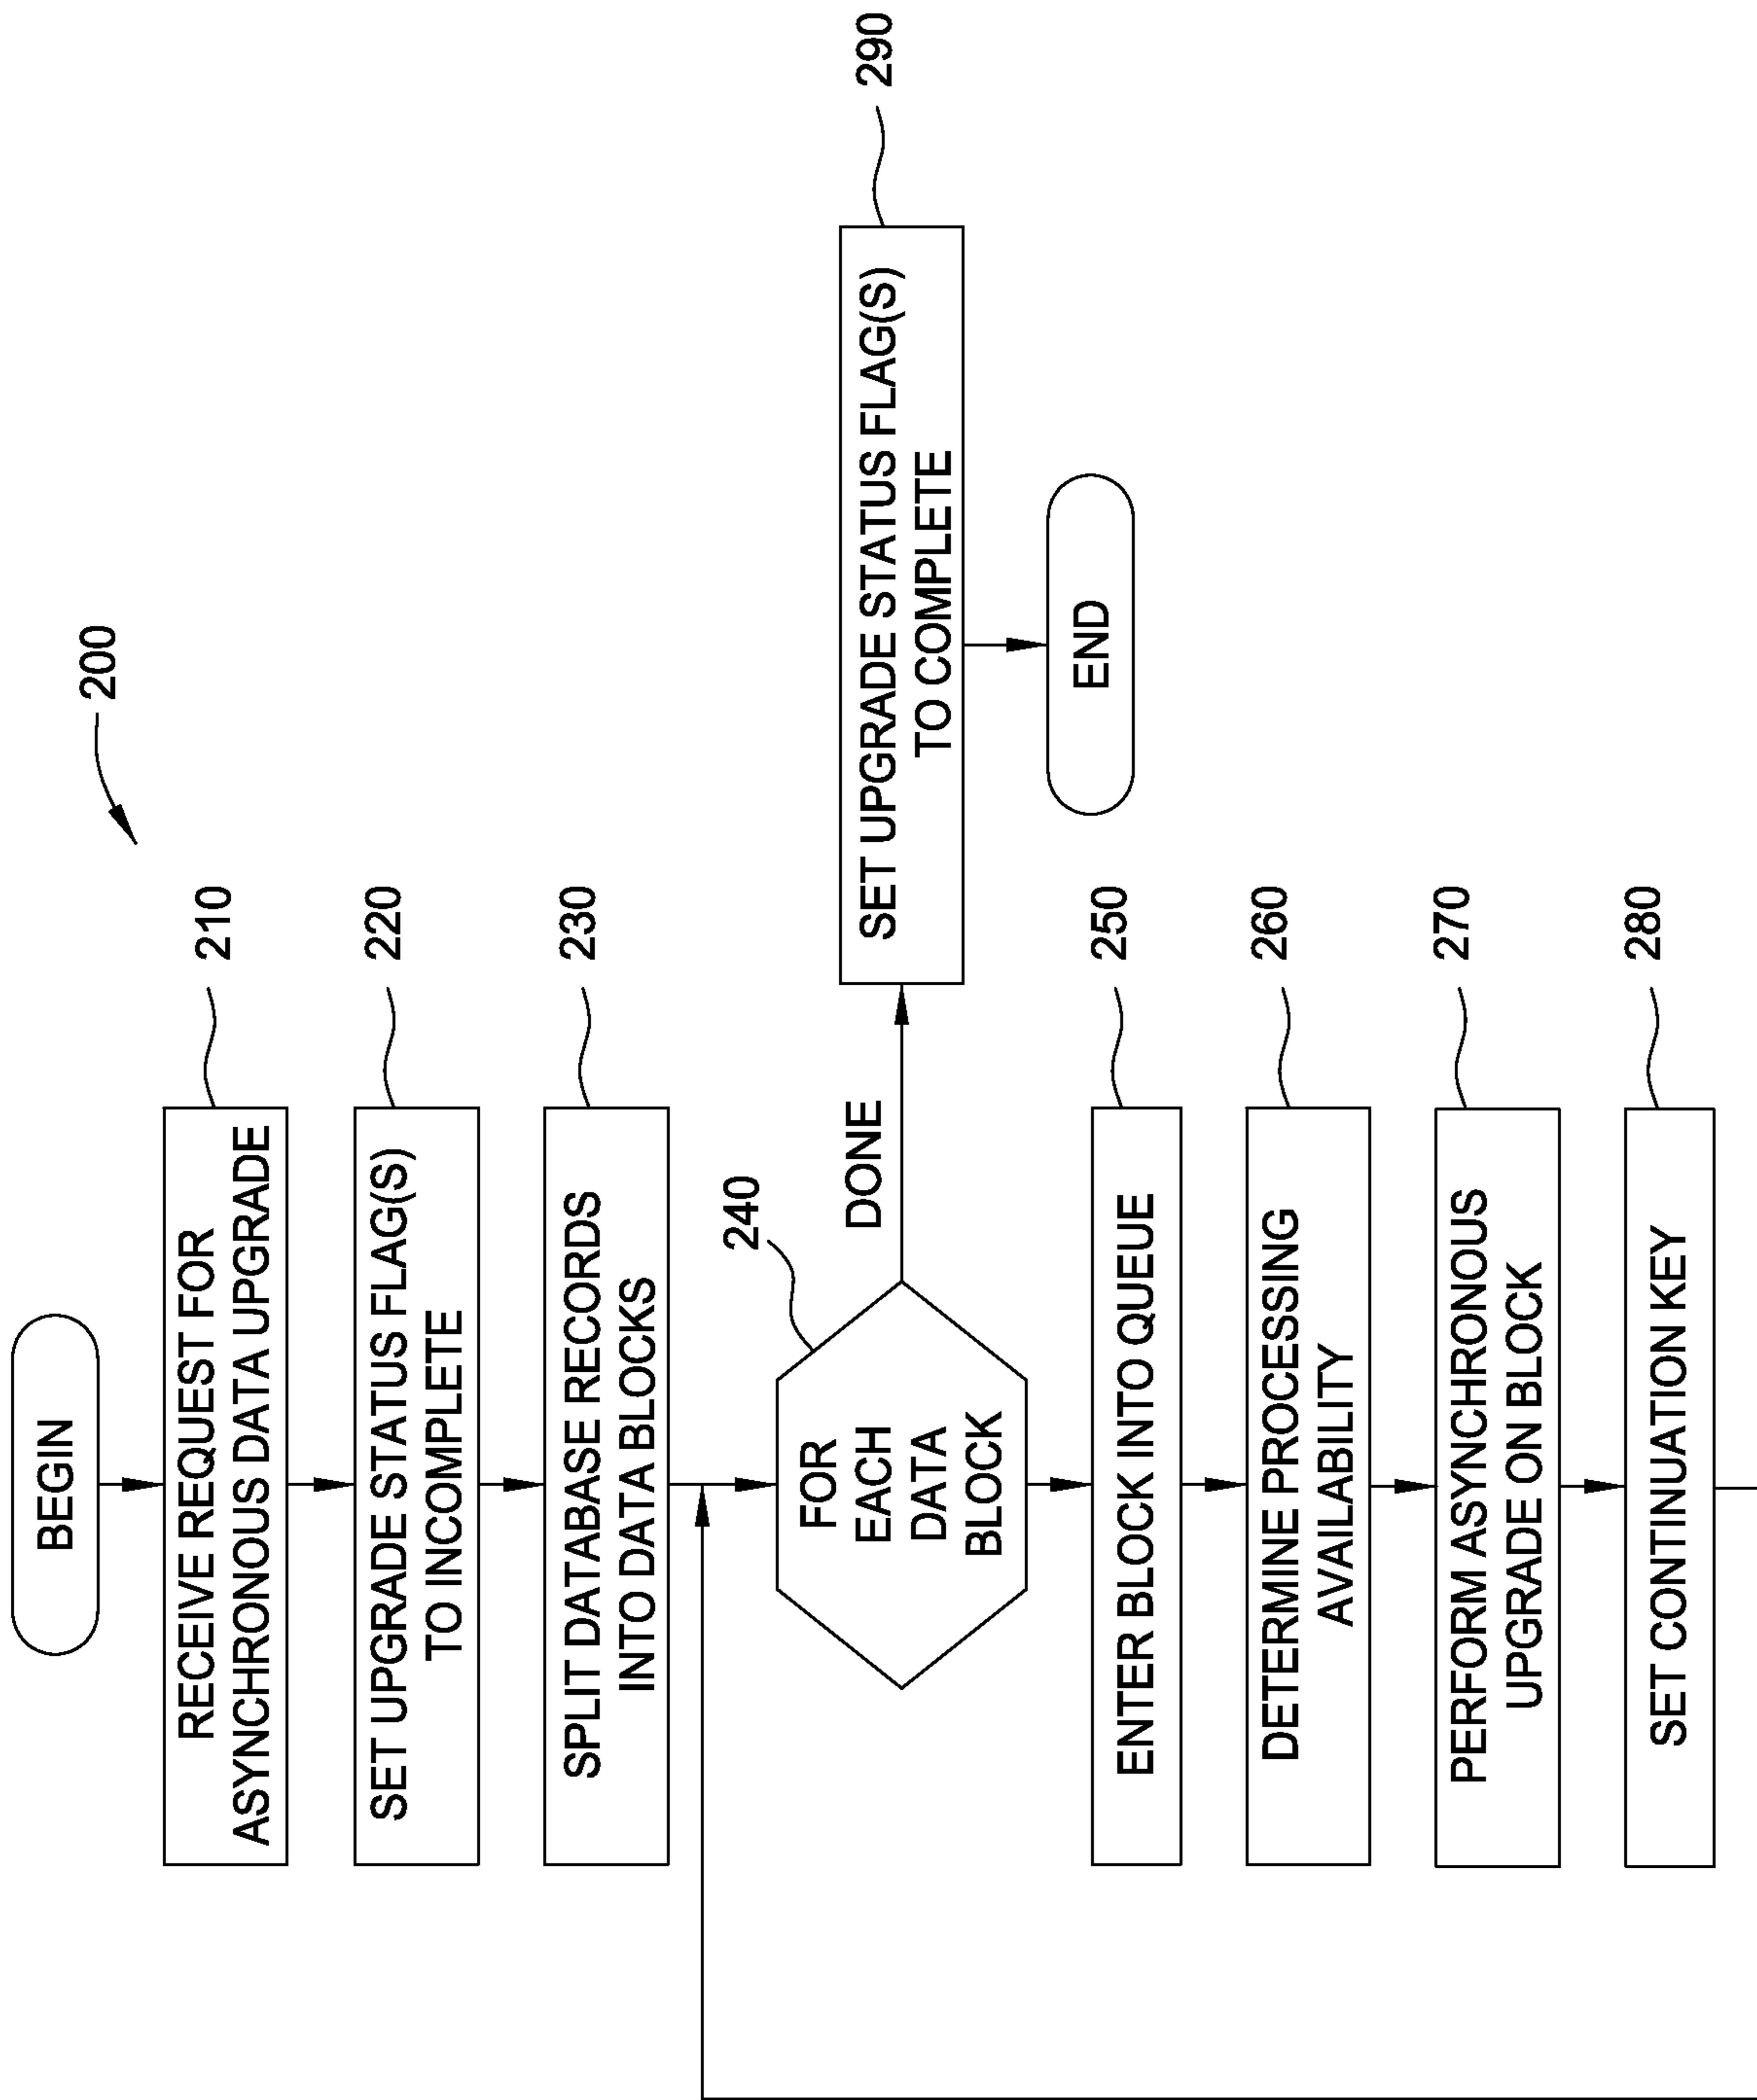 200
BEGIN
RECEIVE REQUEST FOR
ASYNCHRONOUS DATA UPGRADE
210
SET UPGRADE STATUS FLAG(S)
TO INCOMPLETE
220
SPLIT DATABASE RECORDS
INTO DATA BLOCKS
230
240
FOR
EACH
DATA
BLOCK
DONE
SET UPGRADE STATUS FLAG(S)
TO COMPLETE
290
END
ENTER BLOCK INTO QUEUE
250
DETERMINE PROCESSING
AVAILABILITY
260
PERFORM ASYNCHRONOUS
UPGRADE ON BLOCK
270
SET CONTINUATION KEY
280